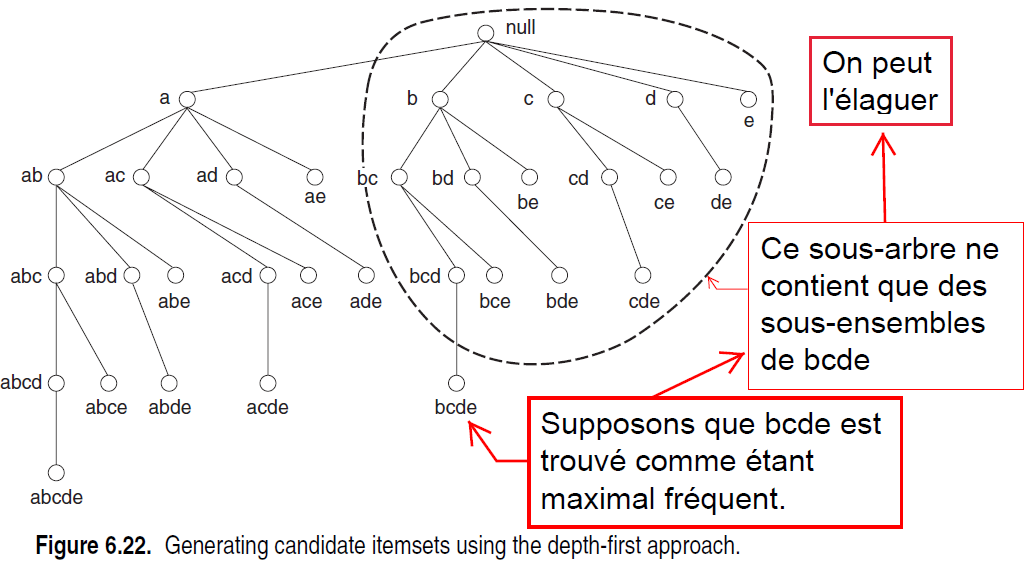 null
On peut
l'élaguer
a
b
c
d
e
ab
ac
ad
ae
bc
bd
be
cd
ce
de
Ce sous-arbre ne
contient que des
sous-ensembles
de bcde
abc
abd
abe
acd
ace
ade
bcd
bce
bde
cde
abcd
abce
abde
acde
bcde
Supposons que bcde est
trouvé comme étant
maximal fréquent.
abcde
Figure 6.22. Generating candidate itemsets using the depth-first approach.